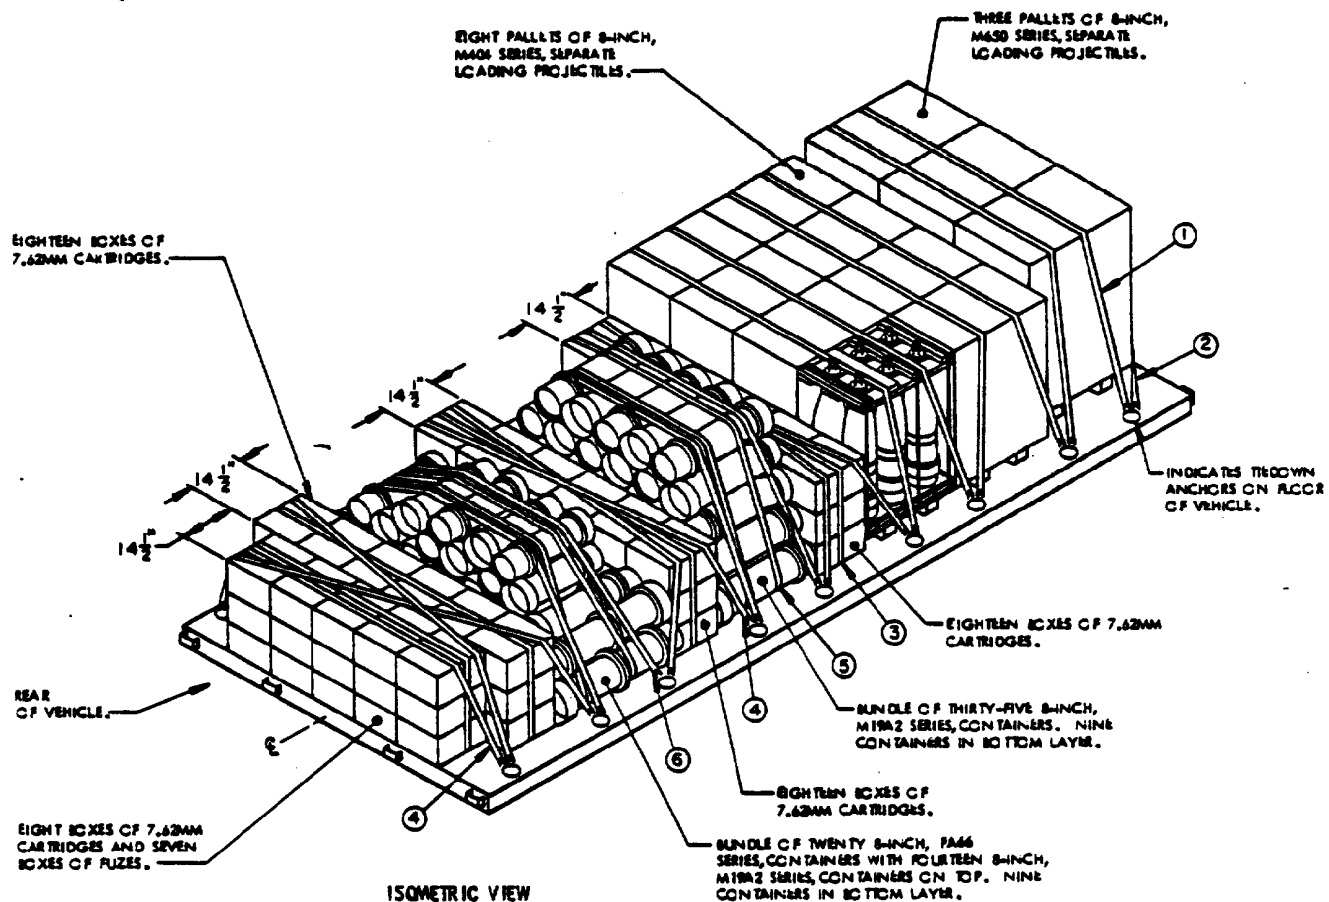 EIGHT PALLETS OF 8-INCH,
M404 SERIES, SEPARATE
LOADING PROJECTILES.
THREE PALLETS OF 8-INCH,
M650 SERIES, SEPARATE
LOADING PROJECTILES.
EIGHTEEN BOXES OF
7.62MM CARTRIDGES.
14 1/2"
14 1/2"
14 1/2"
14 1/2"
1
2
INDICATES TIEDOWN
ANCHORS ON FLOOR
OF VEHICLE.
3
EIGHTEEN BOXES OF 7.62MM
CARTRIDGES.
5
4
BUNDLE OF THIRTY-FIVE 8-INCH,
M19A2 SERIES, CONTAINERS. NINE
CONTAINERS IN BOTTOM LAYER.
6
EIGHTEEN BOXES OF
7.62MM CARTRIDGES.
REAR
OF VEHICLE.
℄
4
EIGHT BOXES OF 7.62MM
CARTRIDGES AND SEVEN
BOXES OF FUZES.
BUNDLE OF TWENTY 8-INCH, PA66
SERIES, CONTAINERS WITH FOURTEEN 8-INCH,
M19A2 SERIES, CONTAINERS ON TOP. NINE
CONTAINERS IN BOTTOM LAYER.
ISOMETRIC VIEW